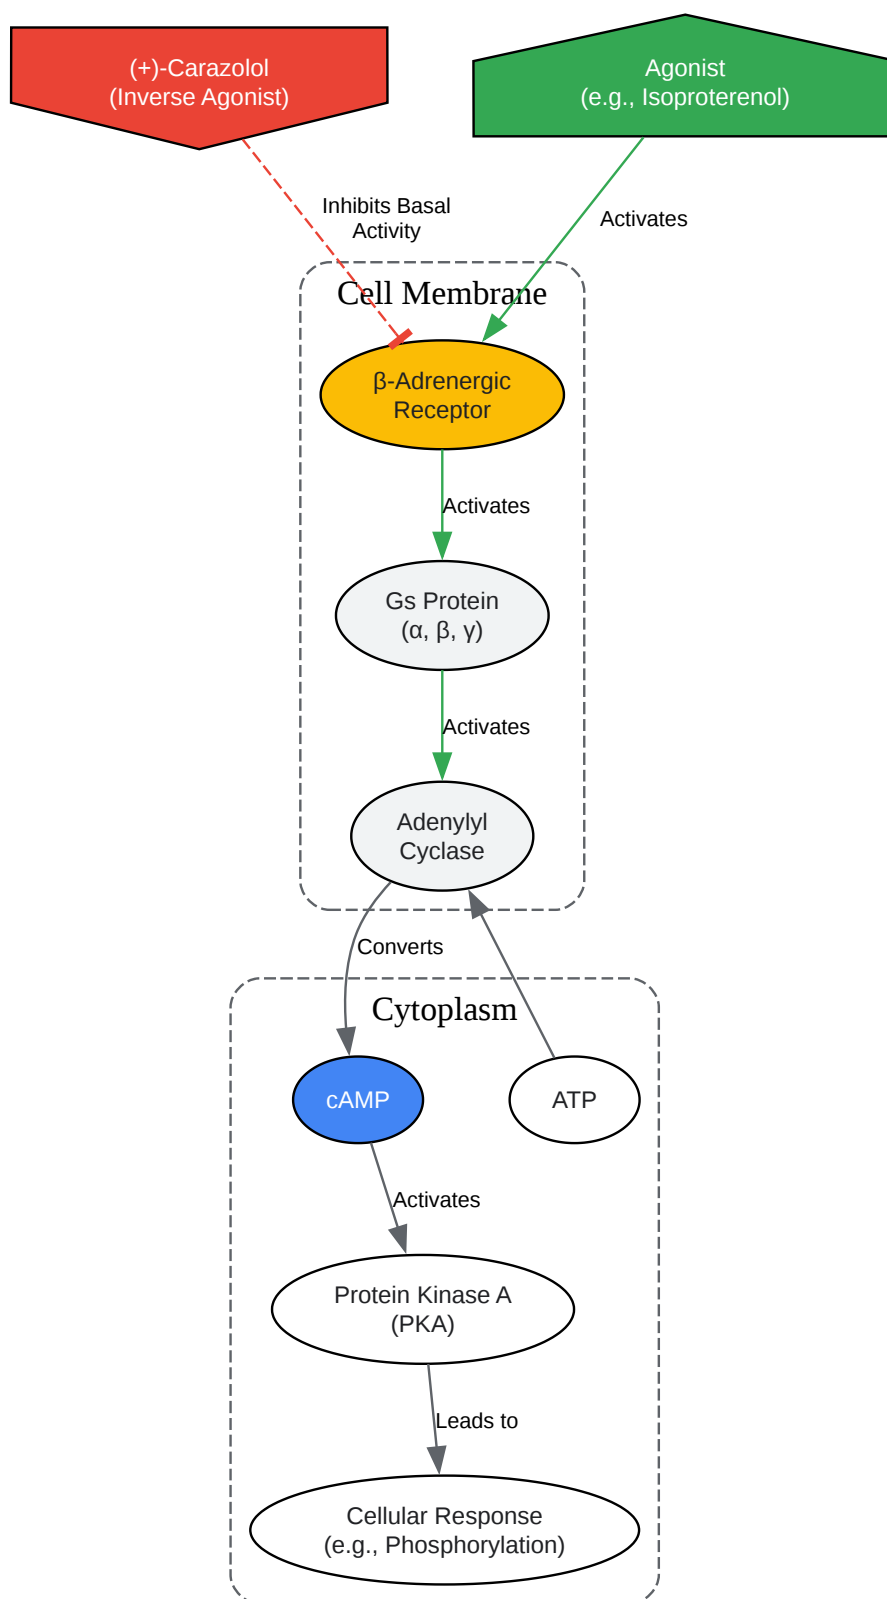 (+)-Carazolol
(Inverse Agonist)
Agonist
(e.g., Isoproterenol)
Inhibits Basal
Activity
Activates
Cell Membrane
β-Adrenergic
Receptor
Activates
Gs Protein
(α, β, γ)
Activates
Adenylyl
Cyclase
Converts
Cytoplasm
cAMP
ATP
Activates
Protein Kinase A
(PKA)
Leads to
Cellular Response
(e.g., Phosphorylation)